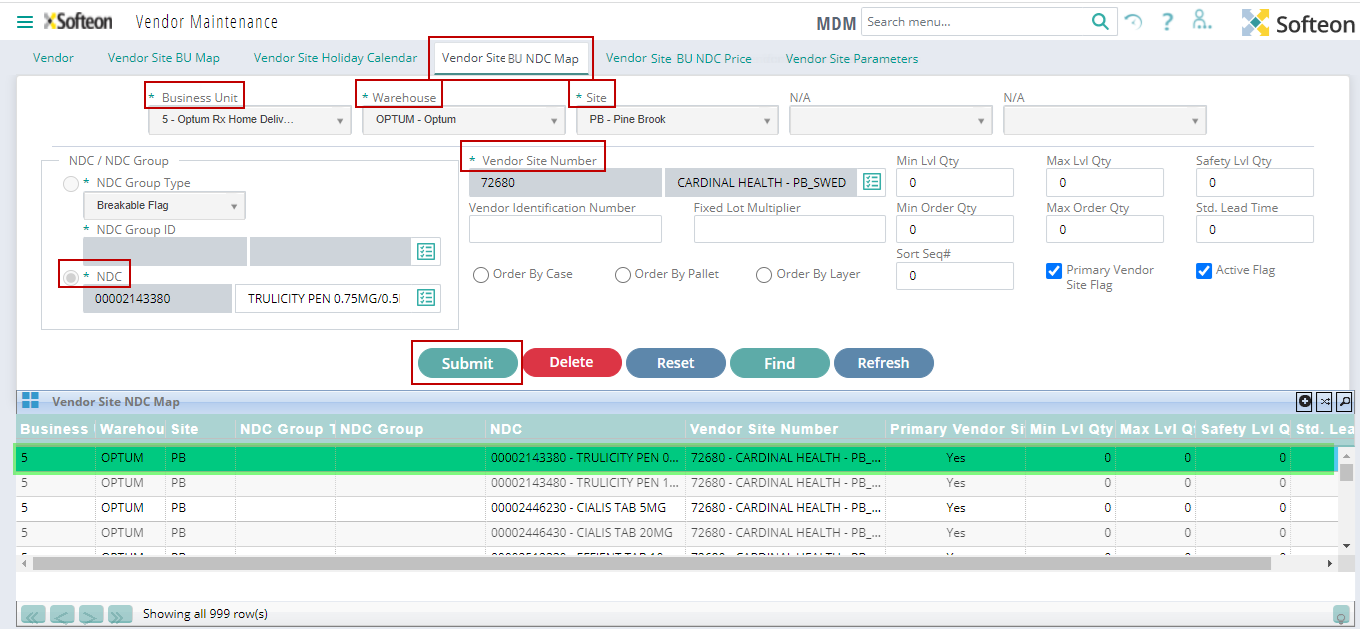 Softeon Vendor Maintenance MDM Search menu... ? Softeon
Vendor Vendor Site BU Map Vendor Site Holiday Calendar Vendor Site BU NDC Map Vendor Site BU NDC Price Vendor Site Parameters
* Business Unit * Warehouse * Site N/A N/A
5 - Optum Rx Home Deliv... OPTUM - Optum PB - Pine Brook
NDC / NDC Group * Vendor Site Number Min Lvl Qty Max Lvl Qty Safety Lvl Qty
* NDC Group Type 72680 CARDINAL HEALTH - PB_SWED 0 0 0
Breakable Flag Vendor Identification Number Fixed Lot Multiplier Min Order Qty Max Order Qty Std. Lead Time
* NDC Group ID 0 0 0
Sort Seq#
* NDC Order By Case Order By Pallet Order By Layer 0 Primary Vendor Site Flag Active Flag
00002143380 TRULICITY PEN 0.75MG/0.5
Submit Delete Reset Find Refresh
Vendor Site NDC Map
Business Warehou Site NDC Group T NDC Group NDC Vendor Site Number Primary Vendor Si Min Lvl Qty Max Lvl Qt Safety Lvl Q Std. Lea
5 OPTUM PB 00002143380 - TRULICITY PEN 0... 72680 - CARDINAL HEALTH - PB_... Yes 0 0 0
5 OPTUM PB 00002143480 - TRULICITY PEN 1... 72680 - CARDINAL HEALTH - PB_... Yes 0 0 0
5 OPTUM PB 00002446230 - CIALIS TAB 5MG 72680 - CARDINAL HEALTH - PB_... Yes 0 0 0
5 OPTUM PB 00002446430 - CIALIS TAB 20MG 72680 - CARDINAL HEALTH - PB_... Yes 0 0 0
Showing all 999 row(s)